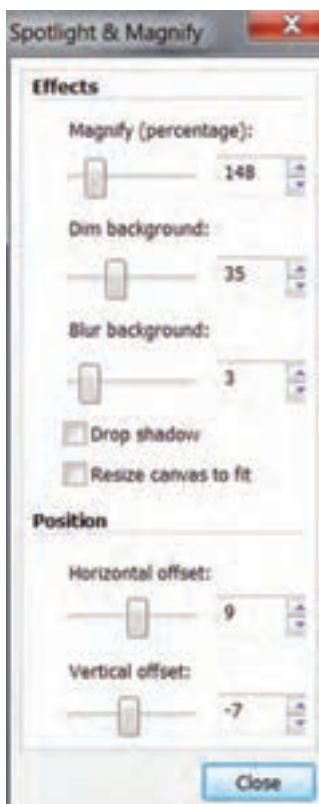 Spotlight & Magnify
X
Effects
Magnify (percentage):
148
Dim background:
35
Blur background:
3
Drop shadow
Resize canvas to fit
Position
Horizontal offset:
9
Vertical offset:
-7
Close